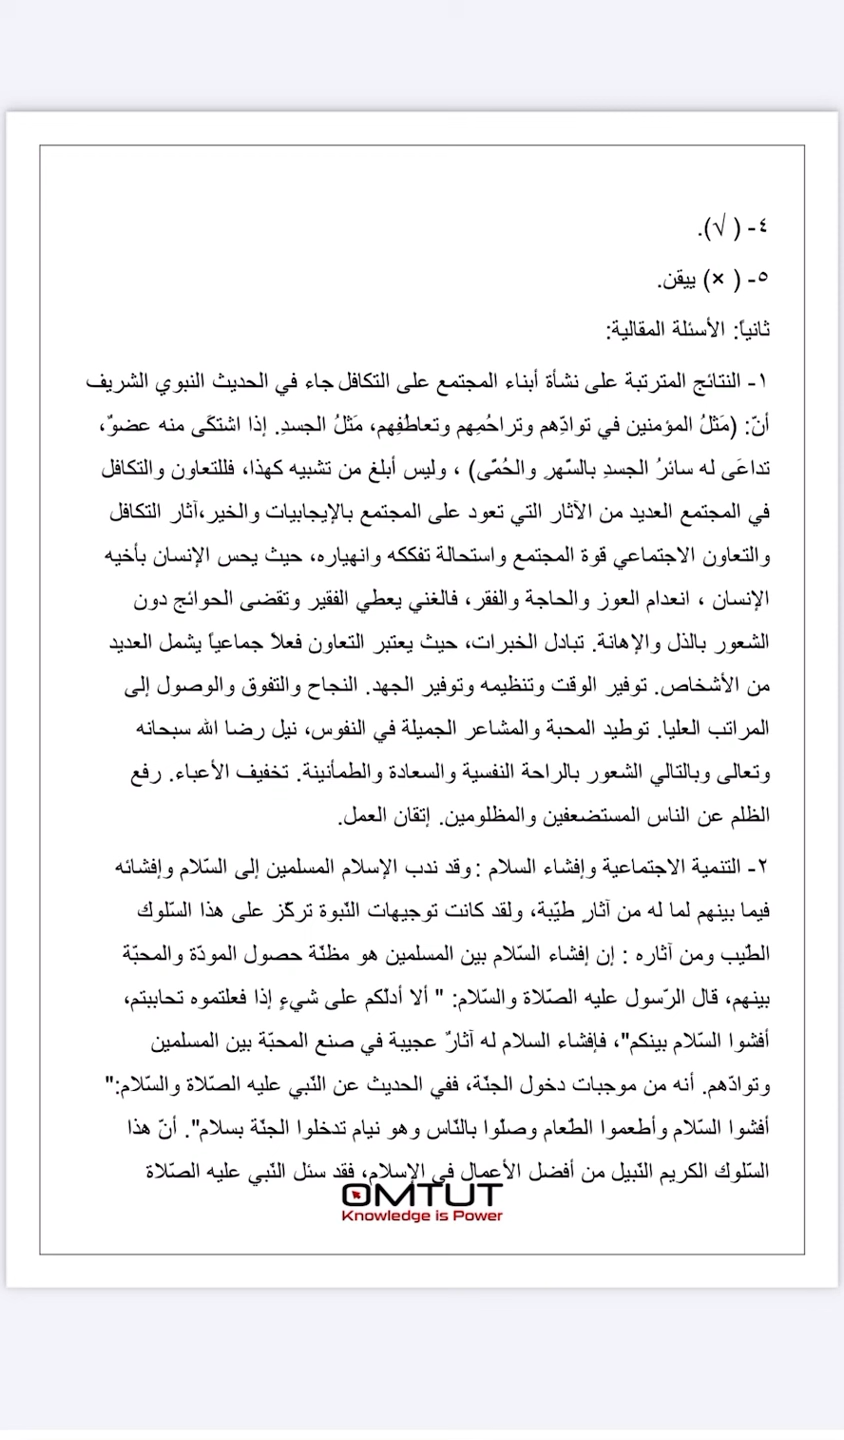 ٤- ( √).
٥- ( ×) ييقن.
ثانياً: الأسئلة المقالية:
١- النتائج المترتبة على نشأة أبناء المجتمع على التكافل جاء في الحديث النبوي الشريف
أنّ: (مَثلُ المؤمنين في توادِّهم وتراحُمِهم وتعاطُفِهم، مَثلُ الجسدِ. إذا اشتكَى منه عضوٌ،
تداعَى له سائرُ الجسدِ بالسَّهرِ والحُمَّى) ، وليس أبلغ من تشبيه كهذا، فللتعاون والتكافل
في المجتمع العديد من الآثار التي تعود على المجتمع بالإيجابيات والخير،آثار التكافل
والتعاون الاجتماعي قوة المجتمع واستحالة تفككه وانهياره، حيث يحس الإنسان بأخيه
الإنسان ، انعدام العوز والحاجة والفقر، فالغني يعطي الفقير وتقضى الحوائج دون
الشعور بالذل والإهانة. تبادل الخبرات، حيث يعتبر التعاون فعلاً جماعياً يشمل العديد
من الأشخاص. توفير الوقت وتنظيمه وتوفير الجهد. النجاح والتفوق والوصول إلى
المراتب العليا. توطيد المحبة والمشاعر الجميلة في النفوس، نيل رضا الله سبحانه
وتعالى وبالتالي الشعور بالراحة النفسية والسعادة والطمأنينة. تخفيف الأعباء. رفع
الظلم عن الناس المستضعفين والمظلومين. إتقان العمل.
٢- التنمية الاجتماعية وإفشاء السلام : وقد ندب الإسلام المسلمين إلى السّلام وإفشائه
فيما بينهم لما له من آثارٍ طيّبة، ولقد كانت توجيهات النّبوة تركّز على هذا السّلوك
الطّيب ومن آثاره : إن إفشاء السّلام بين المسلمين هو مظنّة حصول المودّة والمحبّة
بينهم، قال الرّسول عليه الصّلاة والسّلام: " ألا أدلّكم على شيءٍ إذا فعلتموه تحاببتم،
أفشوا السّلام بينكم"، فإفشاء السلام له آثارٌ عجيبة في صنع المحبّة بين المسلمين
وتوادّهم. أنه من موجبات دخول الجنّة، ففي الحديث عن النّبي عليه الصّلاة والسّلام:"
أفشوا السّلام وأطعموا الطّعام وصلّوا بالنّاس وهو نيام تدخلوا الجنّة بسلام". أنّ هذا
السّلوك الكريم النّبيل من أفضل الأعمال في الإسلام، فقد سئل النّبي عليه الصّلاة
OMTUT
Knowledge is Power